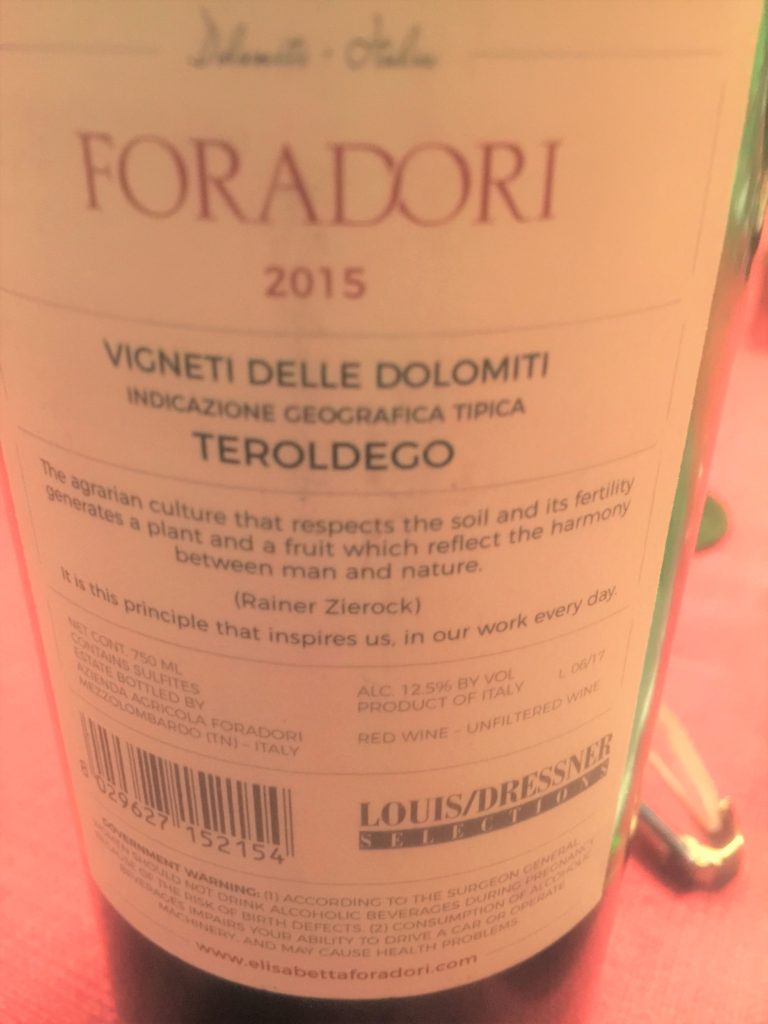 Dolomiti - Italia
FORADORI
2015
VIGNETI DELLE DOLOMITI
INDICAZIONE GEOGRAFICA TIPICA
TEROLDEGO
The agrarian culture that respects the soil and its fertility
generates a plant and a fruit which reflect the harmony
between man and nature.
(Rainer Zierock)
It is this principle that inspires us, in our work every day.
NET CONT. 750 ML
CONTAINS SULFITES
ESTATE BOTTLED BY
AZIENDA AGRICOLA FORADORI
MEZZOLOMBARDO (TN) - ITALY
ALC. 12.5% BY VOL L 06/17
PRODUCT OF ITALY
RED WINE - UNFILTERED WINE
8 029627 152154
LOUIS/DRESSNER
SELECTIONS
GOVERNMENT WARNING: (1) ACCORDING TO THE SURGEON GENERAL,
WOMEN SHOULD NOT DRINK ALCOHOLIC BEVERAGES DURING PREGNANCY
BECAUSE OF THE RISK OF BIRTH DEFECTS. (2) CONSUMPTION OF ALCOHOLIC
BEVERAGES IMPAIRS YOUR ABILITY TO DRIVE A CAR OR OPERATE
MACHINERY, AND MAY CAUSE HEALTH PROBLEMS.
www.elisabettaforadori.com